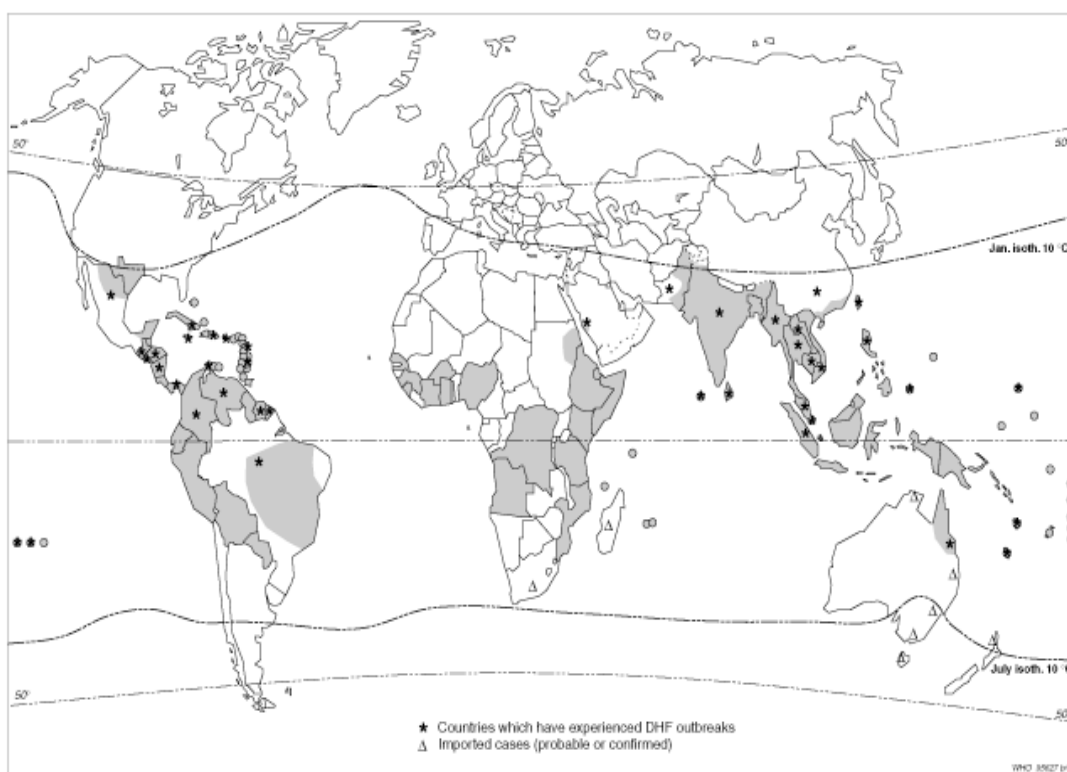 50°
50°
Jan. isoth. 10 °C
July isoth. 10 °C
50°
50°
★ Countries which have experienced DHF outbreaks
Δ Imported cases (probable or confirmed)
WHO